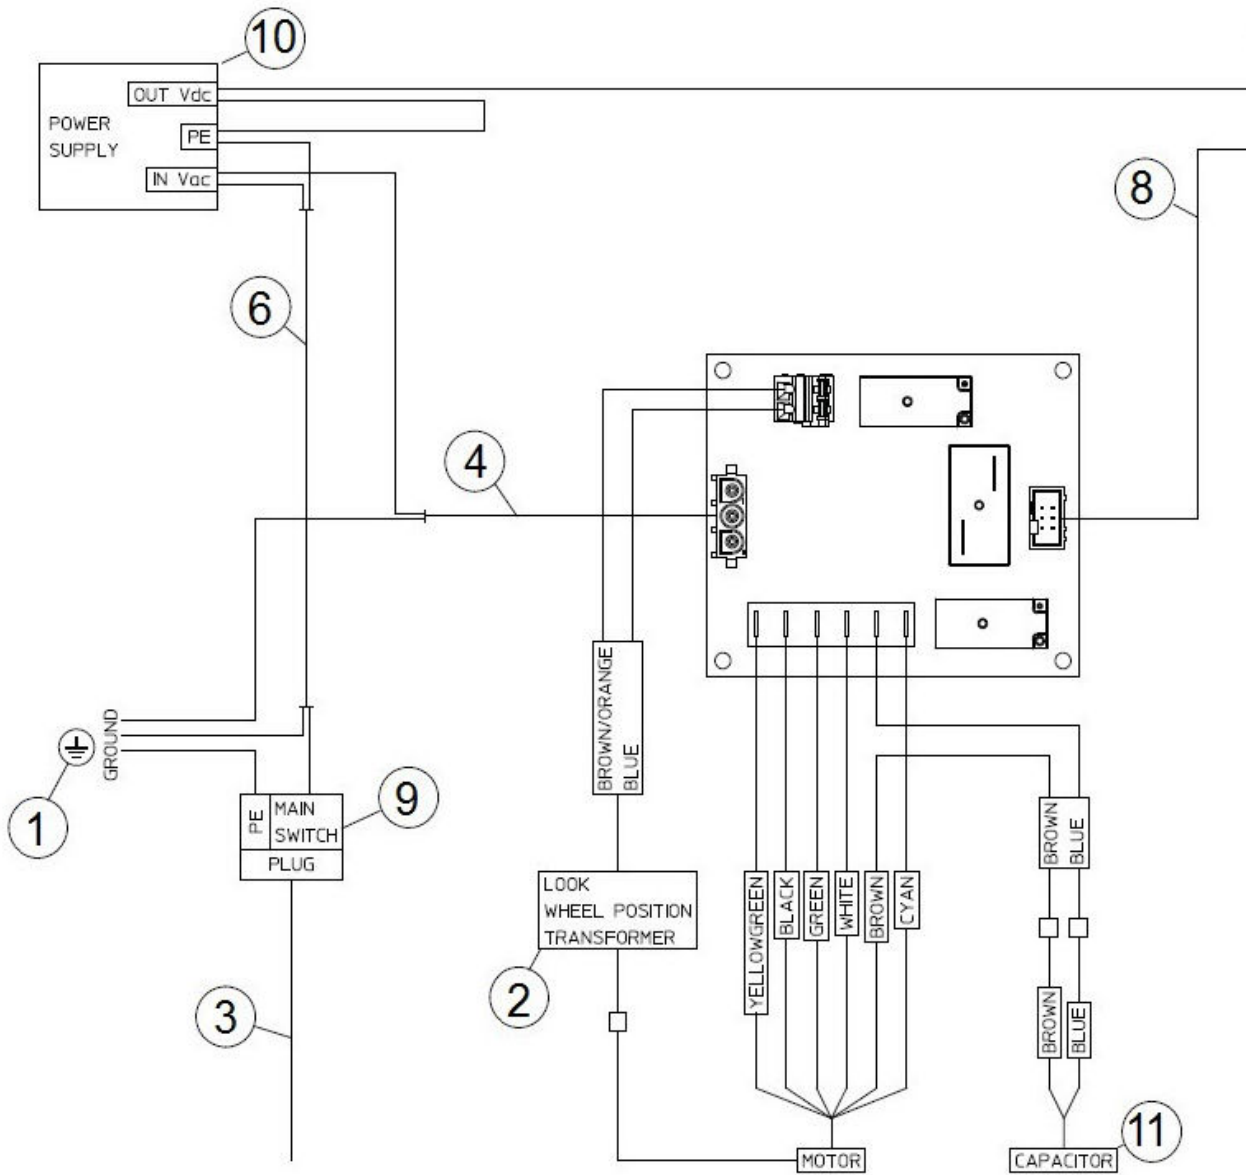 10
OUT Vdc
POWER
SUPPLY
PE
IN Vac
8
6
4
GROUND
1
PE
MAIN
SWITCH
PLUG
9
3
BROWN/ORANGE
BLUE
LOOK
WHEEL POSITION
TRANSFORMER
2
YELLOWGREEN
BLACK
GREEN
WHITE
BROWN
CYAN
BROWN
BLUE
BROWN
BLUE
MOTOR
CAPACITOR
11